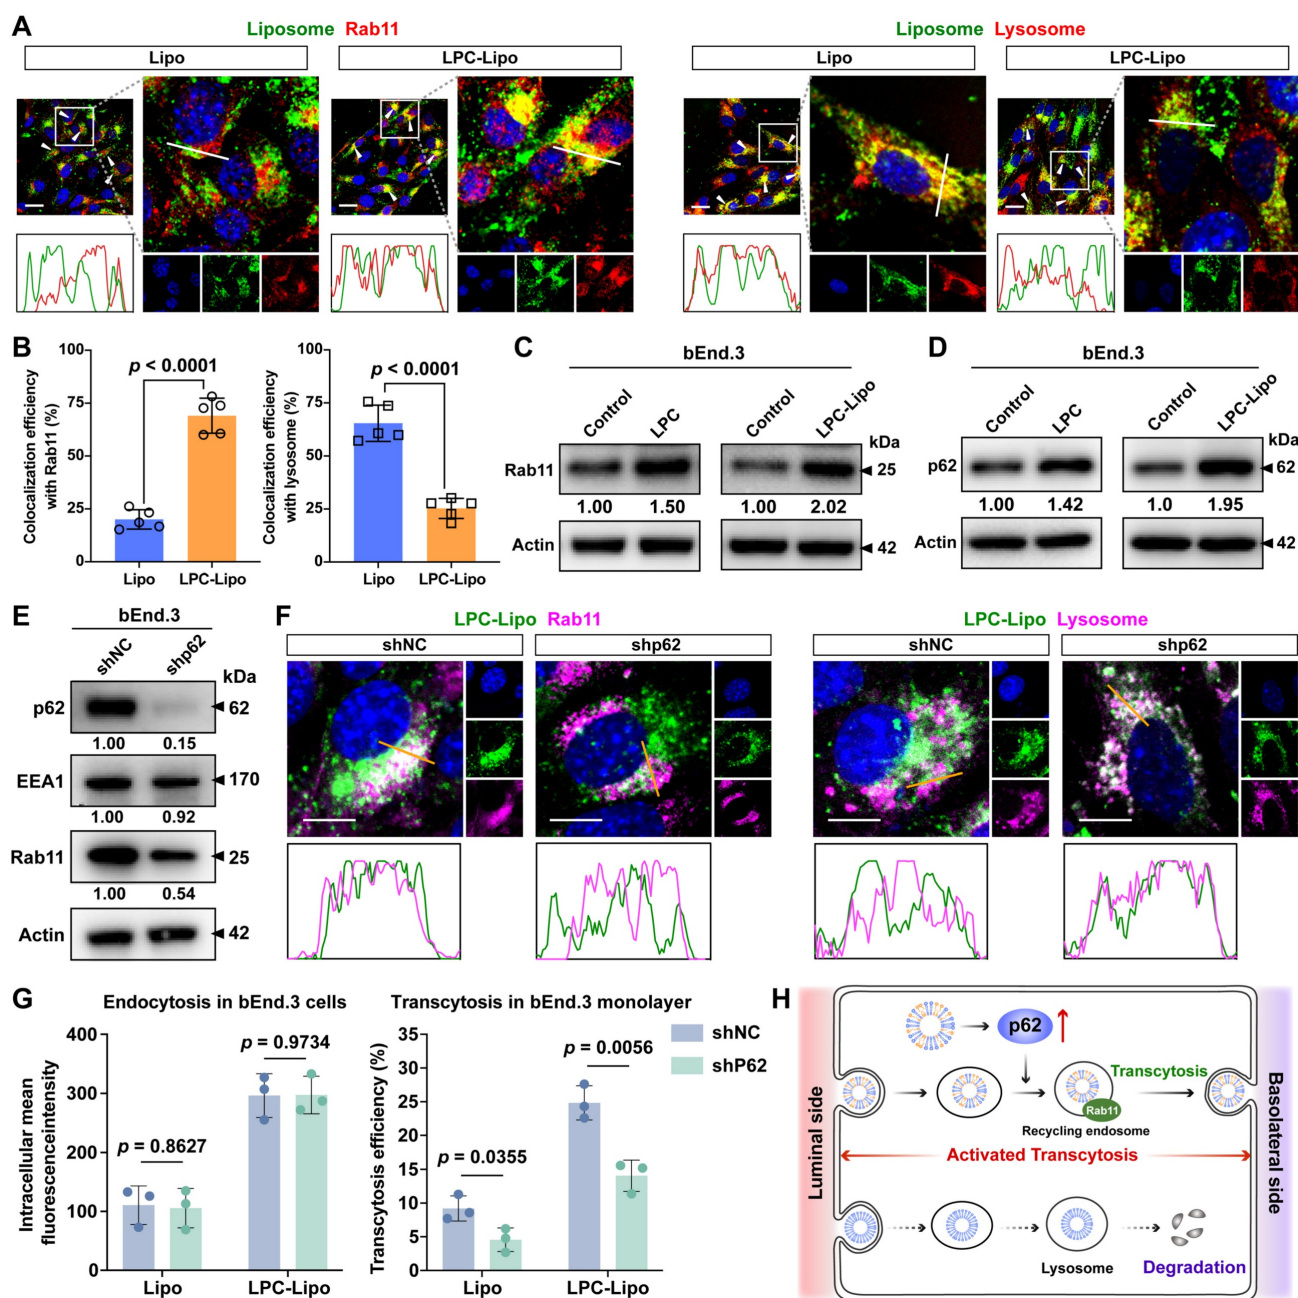 A
Liposome Rab11
Lipo
LPC-Lipo
Liposome Lysosome
Lipo
LPC-Lipo
B
Colocalization efficiency
with Rab11 (%)
100
75
50
25
0
p < 0.0001
Lipo
LPC-Lipo
Colocalization efficiency
with lysosome (%)
100
75
50
25
0
p < 0.0001
Lipo
LPC-Lipo
C
bEnd.3
Control
LPC
Control
LPC-Lipo
kDa
Rab11
25
1.00
1.50
1.00
2.02
Actin
42
D
bEnd.3
Control
LPC
Control
LPC-Lipo
kDa
p62
62
1.00
1.42
1.0
1.95
Actin
42
E
bEnd.3
shNC
shp62
kDa
p62
62
1.00
0.15
EEA1
170
1.00
0.92
Rab11
25
1.00
0.54
Actin
42
F
LPC-Lipo Rab11
shNC
shp62
LPC-Lipo Lysosome
shNC
shp62
G
Endocytosis in bEnd.3 cells
Intracellular mean
fluorescenceintensity
400
300
200
100
0
p = 0.8627
p = 0.9734
Lipo
LPC-Lipo
Transcytosis in bEnd.3 monolayer
Transcytosis efficiency (%)
35
30
25
20
15
10
5
0
p = 0.0355
p = 0.0056
Lipo
LPC-Lipo
shNC
shP62
H
Luminal side
Basolateral side
p62
Transcytosis
Rab11
Recycling endosome
Activated Transcytosis
Lysosome
Degradation